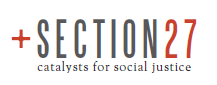 +SECTION27
catalysts for social justice